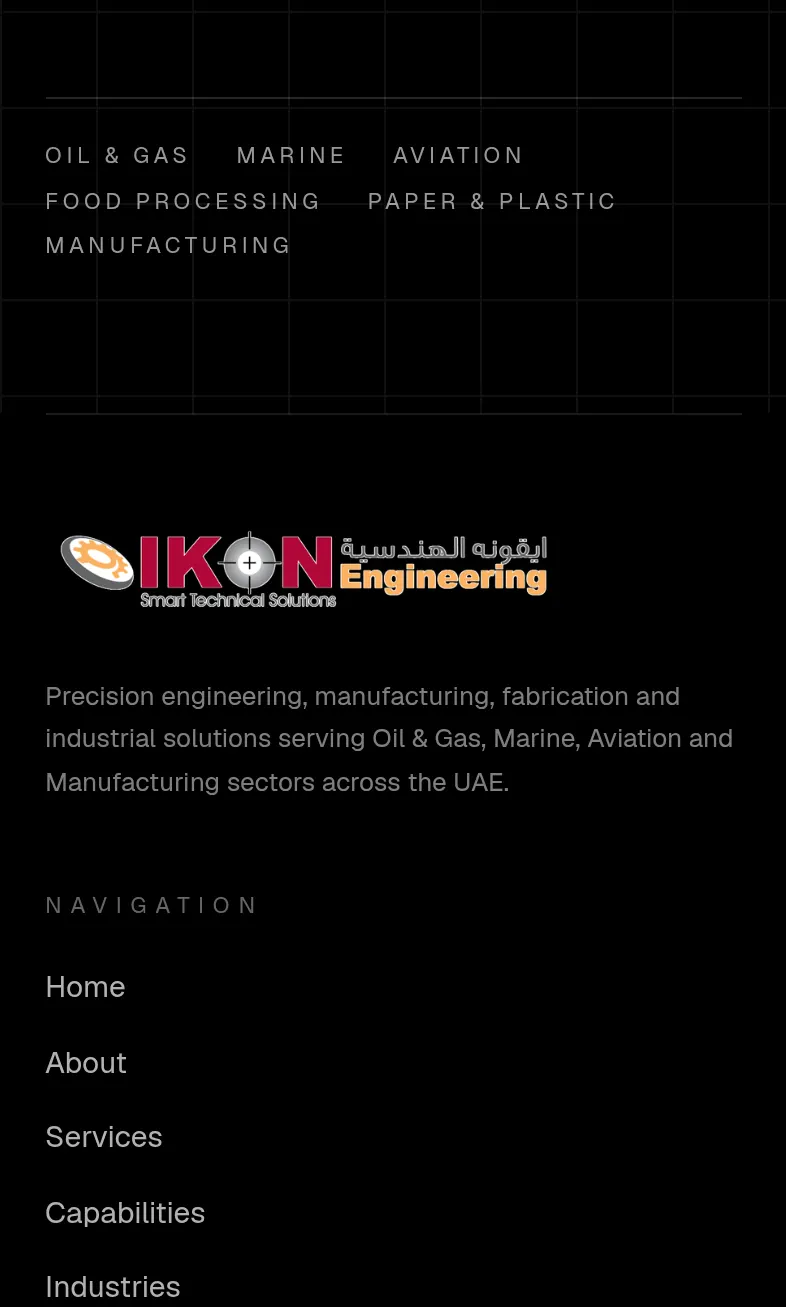 OIL & GAS MARINE AVIATION
FOOD PROCESSING PAPER & PLASTIC
MANUFACTURING
IKON
ايقونه الهندسية
Engineering
Smart Technical Solutions
Precision engineering, manufacturing, fabrication and
industrial solutions serving Oil & Gas, Marine, Aviation and
Manufacturing sectors across the UAE.
NAVIGATION
Home
About
Services
Capabilities
Industries